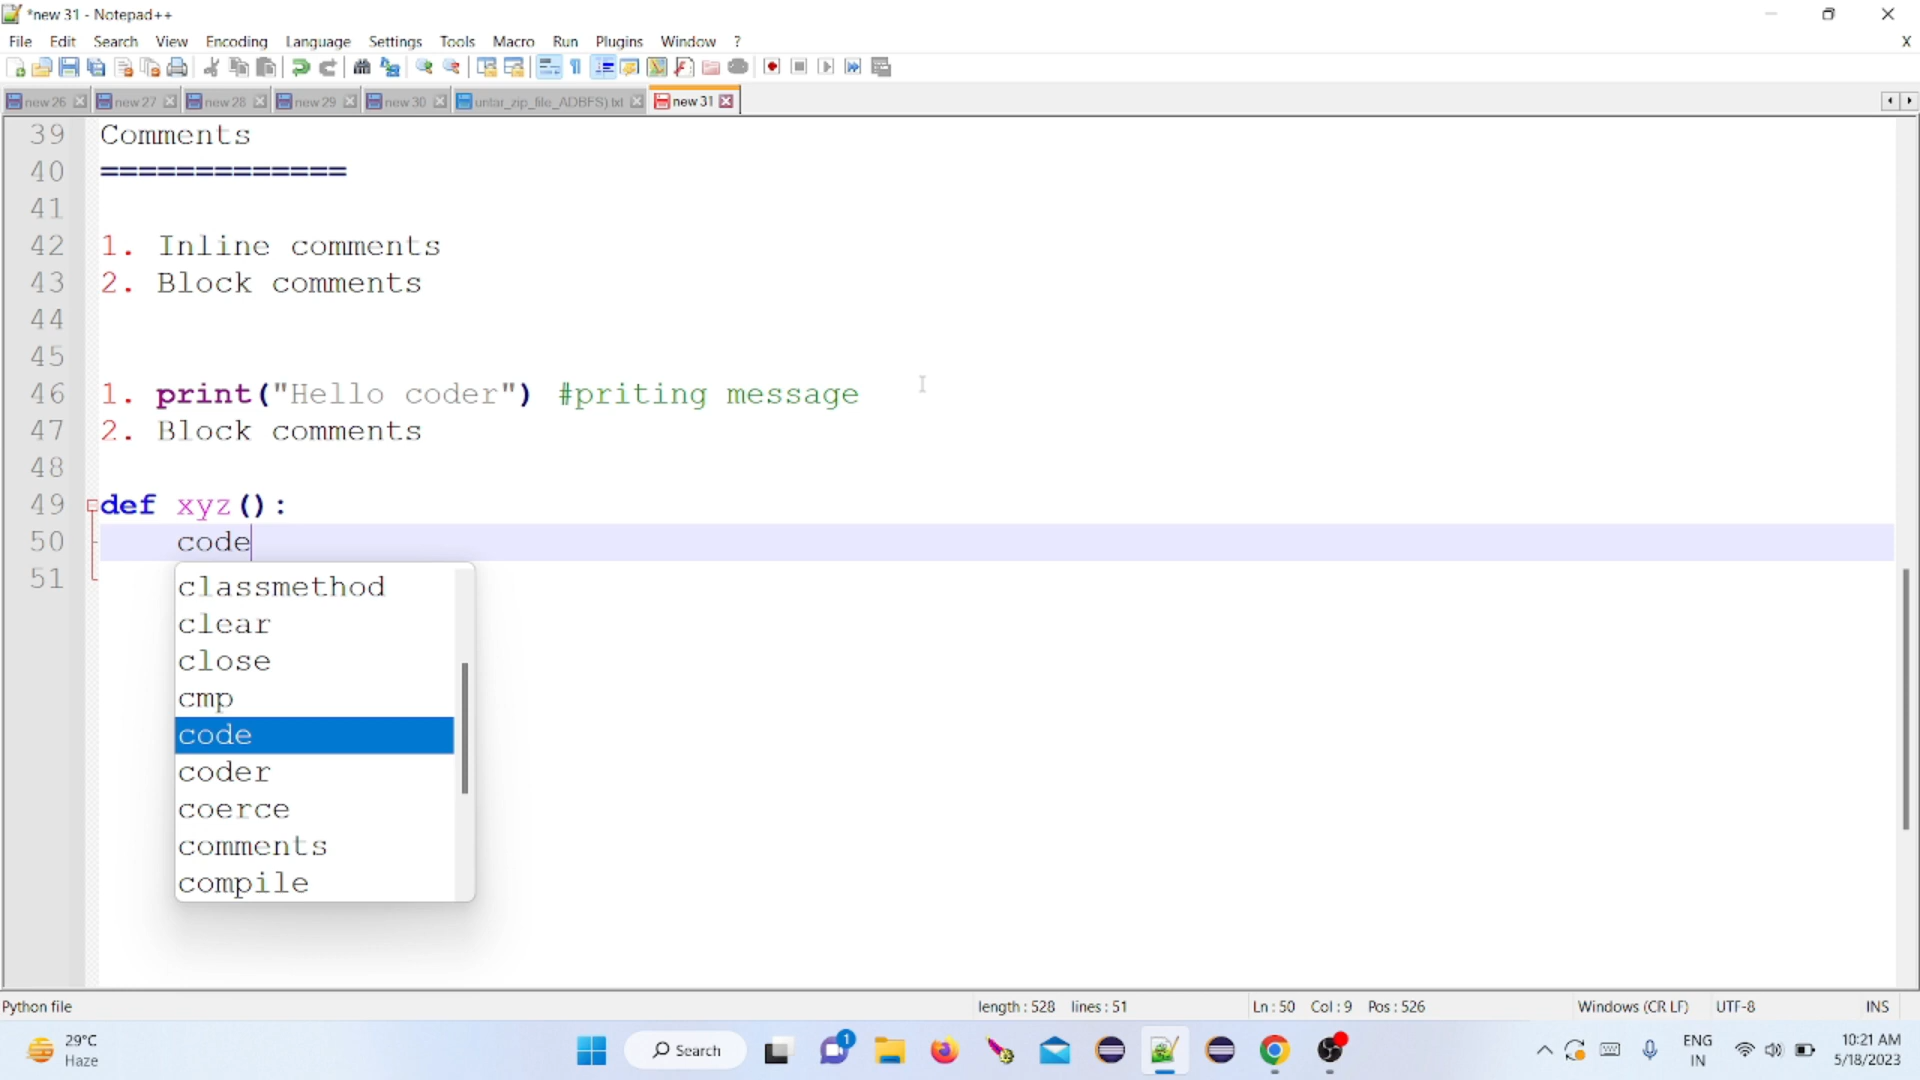 *new 31 - Notepad++
File Edit Search View Encoding Language Settings Tools Macro Run Plugins Window ? X
new 26 new 27 new 28 new 29 new 30 untar_zip_file_ADBFS).txt new 31
39 Comments
40 =============
41
42 1. Inline comments
43 2. Block comments
44
45
46 1. print("Hello coder") #priting message
47 2. Block comments
48
49 def xyz():
50 code
51
classmethod
clear
close
cmp
code
coder
coerce
comments
compile
Python file length : 528 lines : 51 Ln : 50 Col : 9 Pos : 526 Windows (CR LF) UTF-8 INS
29°C
Haze
Search
1
ENG
IN
10:21 AM
5/18/2023